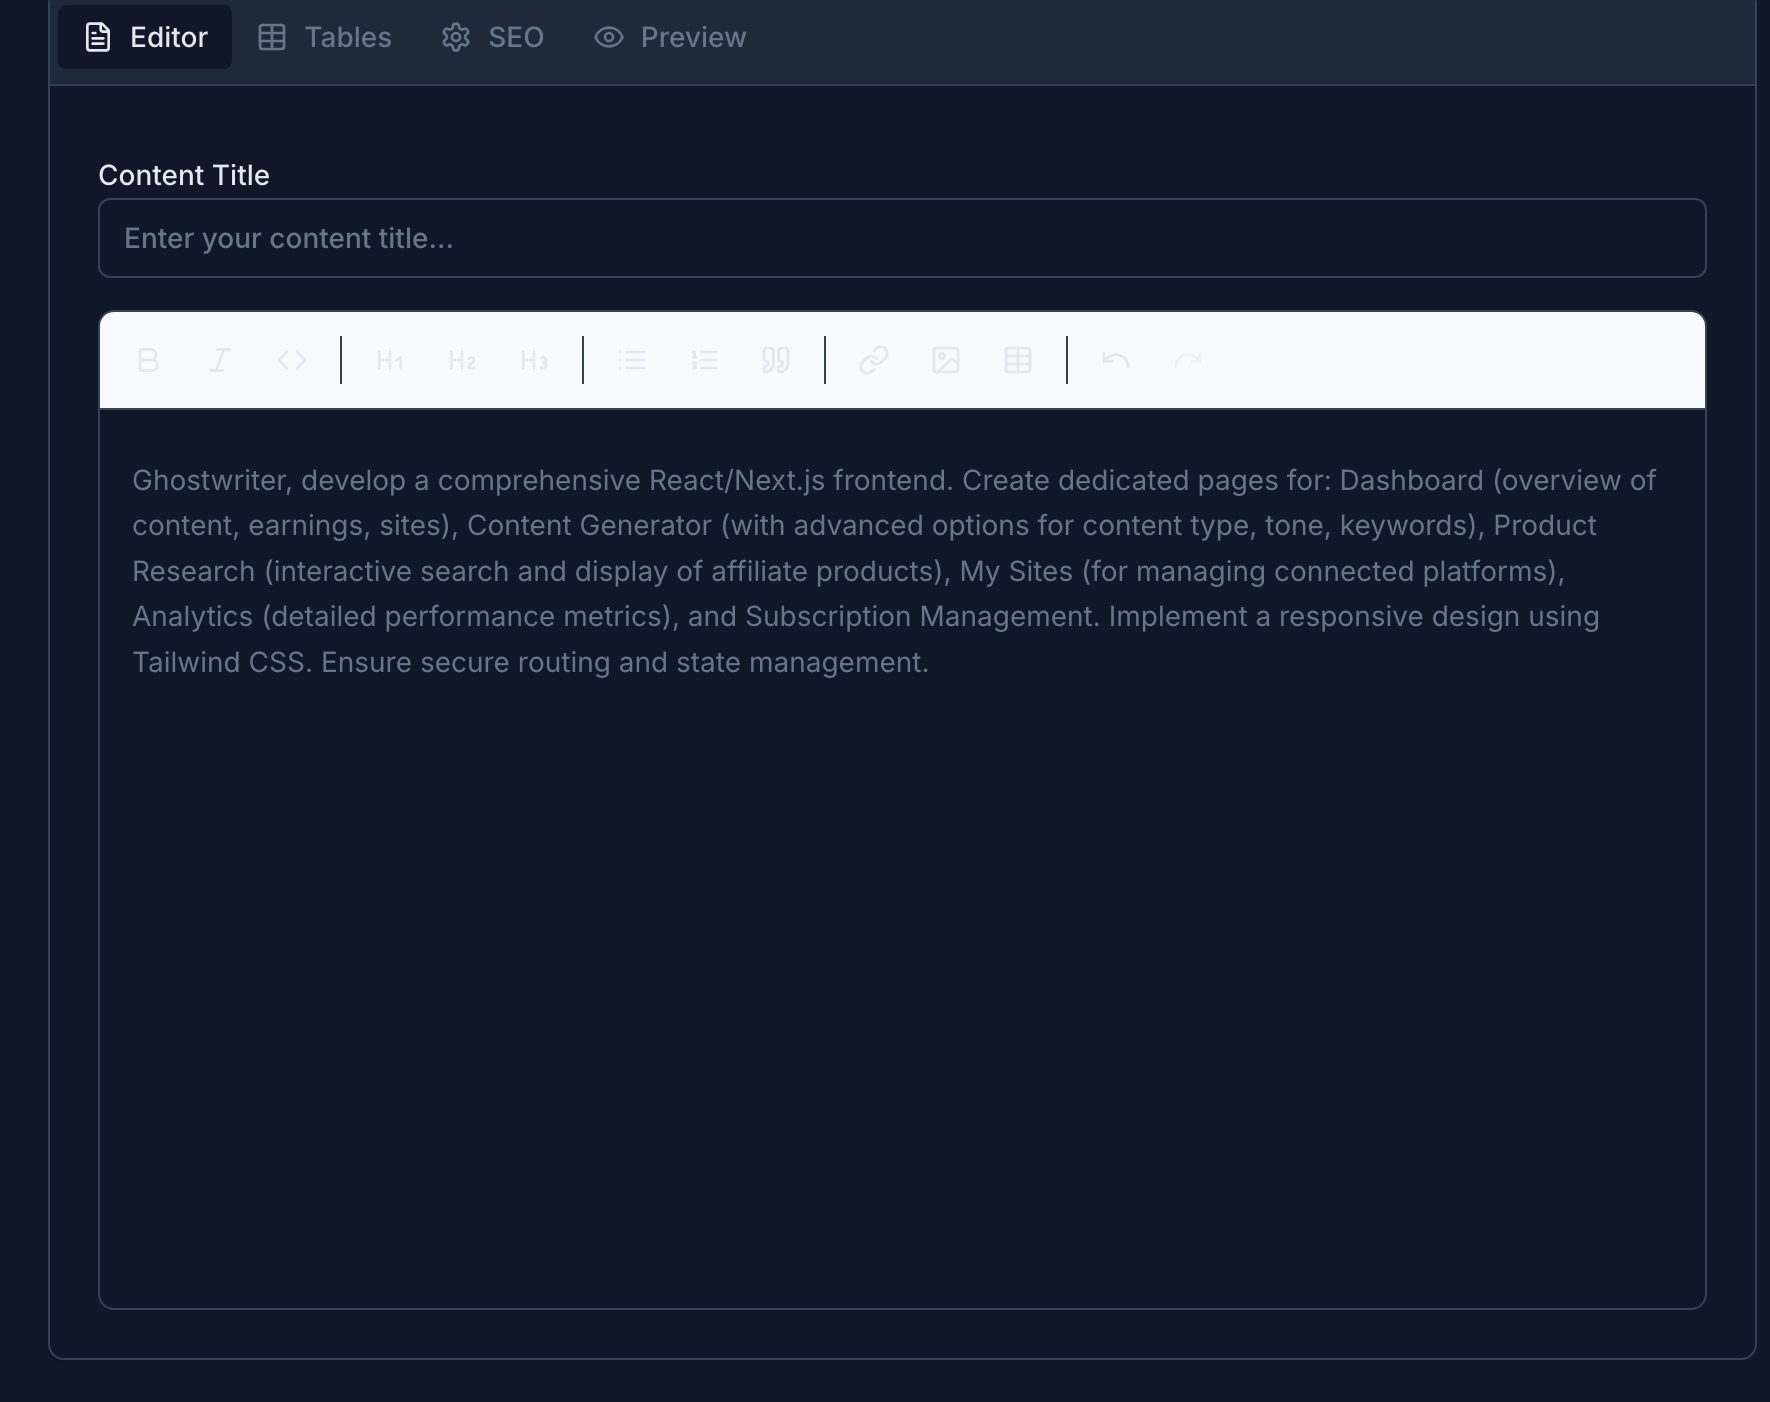 Editor Tables SEO Preview
Content Title
Enter your content title...
H1 H2 H3
Ghostwriter, develop a comprehensive React/Next.js frontend. Create dedicated pages for: Dashboard (overview of
content, earnings, sites), Content Generator (with advanced options for content type, tone, keywords), Product
Research (interactive search and display of affiliate products), My Sites (for managing connected platforms),
Analytics (detailed performance metrics), and Subscription Management. Implement a responsive design using
Tailwind CSS. Ensure secure routing and state management.